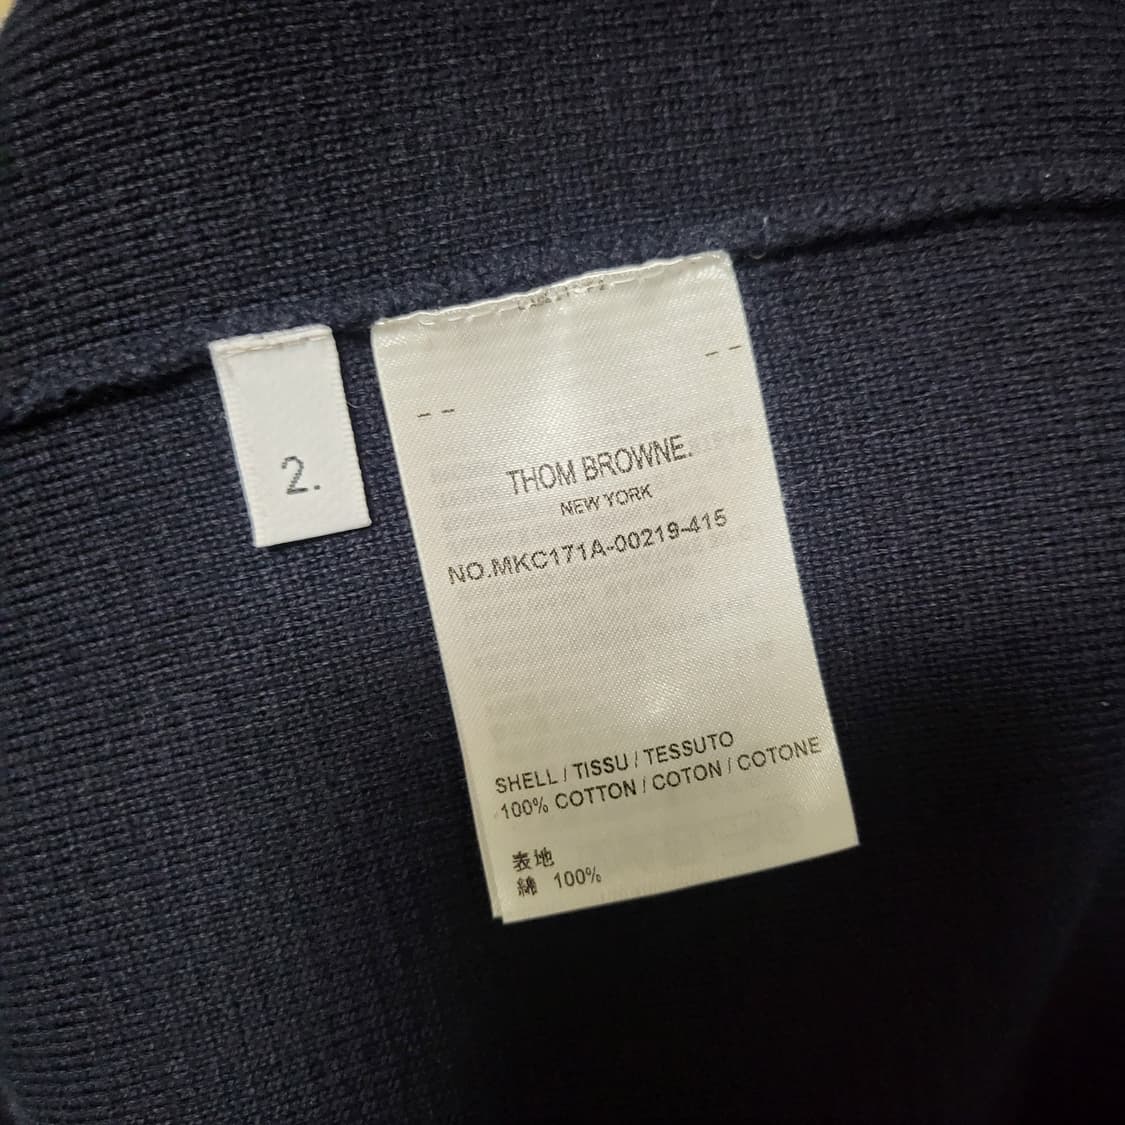 2.
THOM BROWNE.
NEW YORK
NO.MKC171A-00219-415
SHELL / TISSU / TESSUTO
100% COTTON / COTON / COTONE
表地
綿 100%